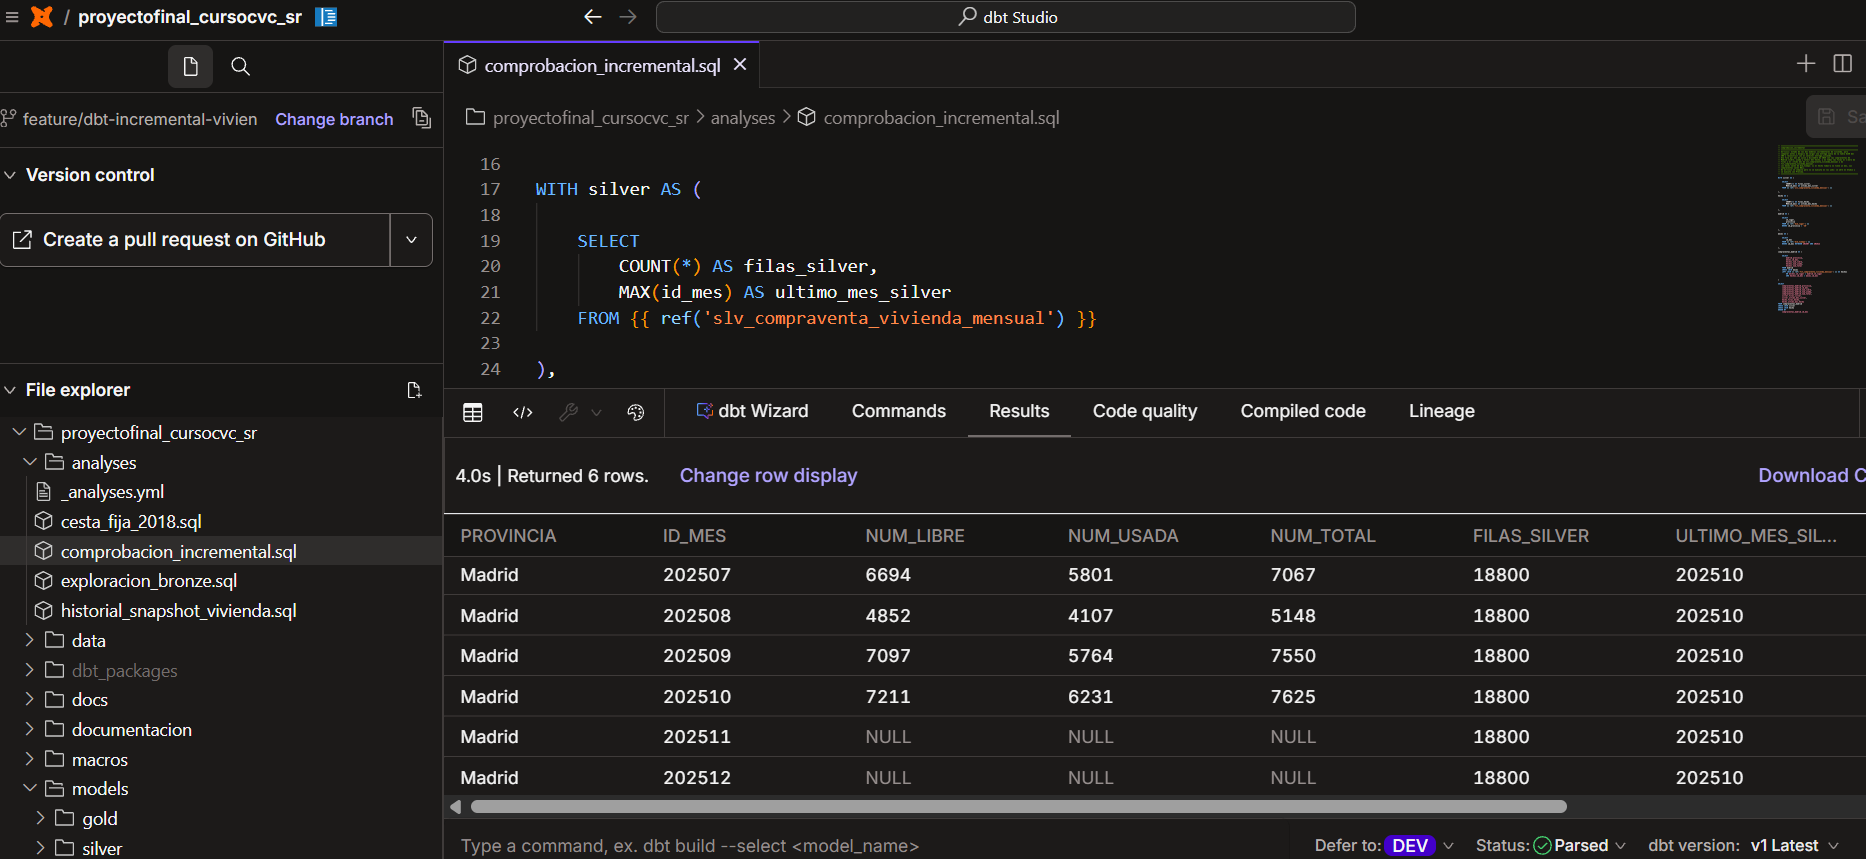 / proyectofinal_cursocvc_sr
dbt Studio
comprobacion_incremental.sql
feature/dbt-incremental-vivien Change branch
proyectofinal_cursocvc_sr > analyses > comprobacion_incremental.sql
Sa
Version control
Create a pull request on GitHub
16
17 WITH silver AS (
18
19 SELECT
20 COUNT(*) AS filas_silver,
21 MAX(id_mes) AS ultimo_mes_silver
22 FROM {{ ref('slv_compraventa_vivienda_mensual') }}
23
24 ),
File explorer
proyectofinal_cursocvc_sr
analyses
_analyses.yml
cesta_fija_2018.sql
comprobacion_incremental.sql
exploracion_bronze.sql
historial_snapshot_vivienda.sql
data
dbt_packages
docs
documentacion
macros
models
gold
silver
dbt Wizard Commands Results Code quality Compiled code Lineage
4.0s | Returned 6 rows. Change row display Download C
PROVINCIA ID_MES NUM_LIBRE NUM_USADA NUM_TOTAL FILAS_SILVER ULTIMO_MES_SIL...
Madrid 202507 6694 5801 7067 18800 202510
Madrid 202508 4852 4107 5148 18800 202510
Madrid 202509 7097 5764 7550 18800 202510
Madrid 202510 7211 6231 7625 18800 202510
Madrid 202511 NULL NULL NULL 18800 202510
Madrid 202512 NULL NULL NULL 18800 202510
Type a command, ex. dbt build --select <model_name>
Defer to: DEV Status: Parsed dbt version: v1 Latest